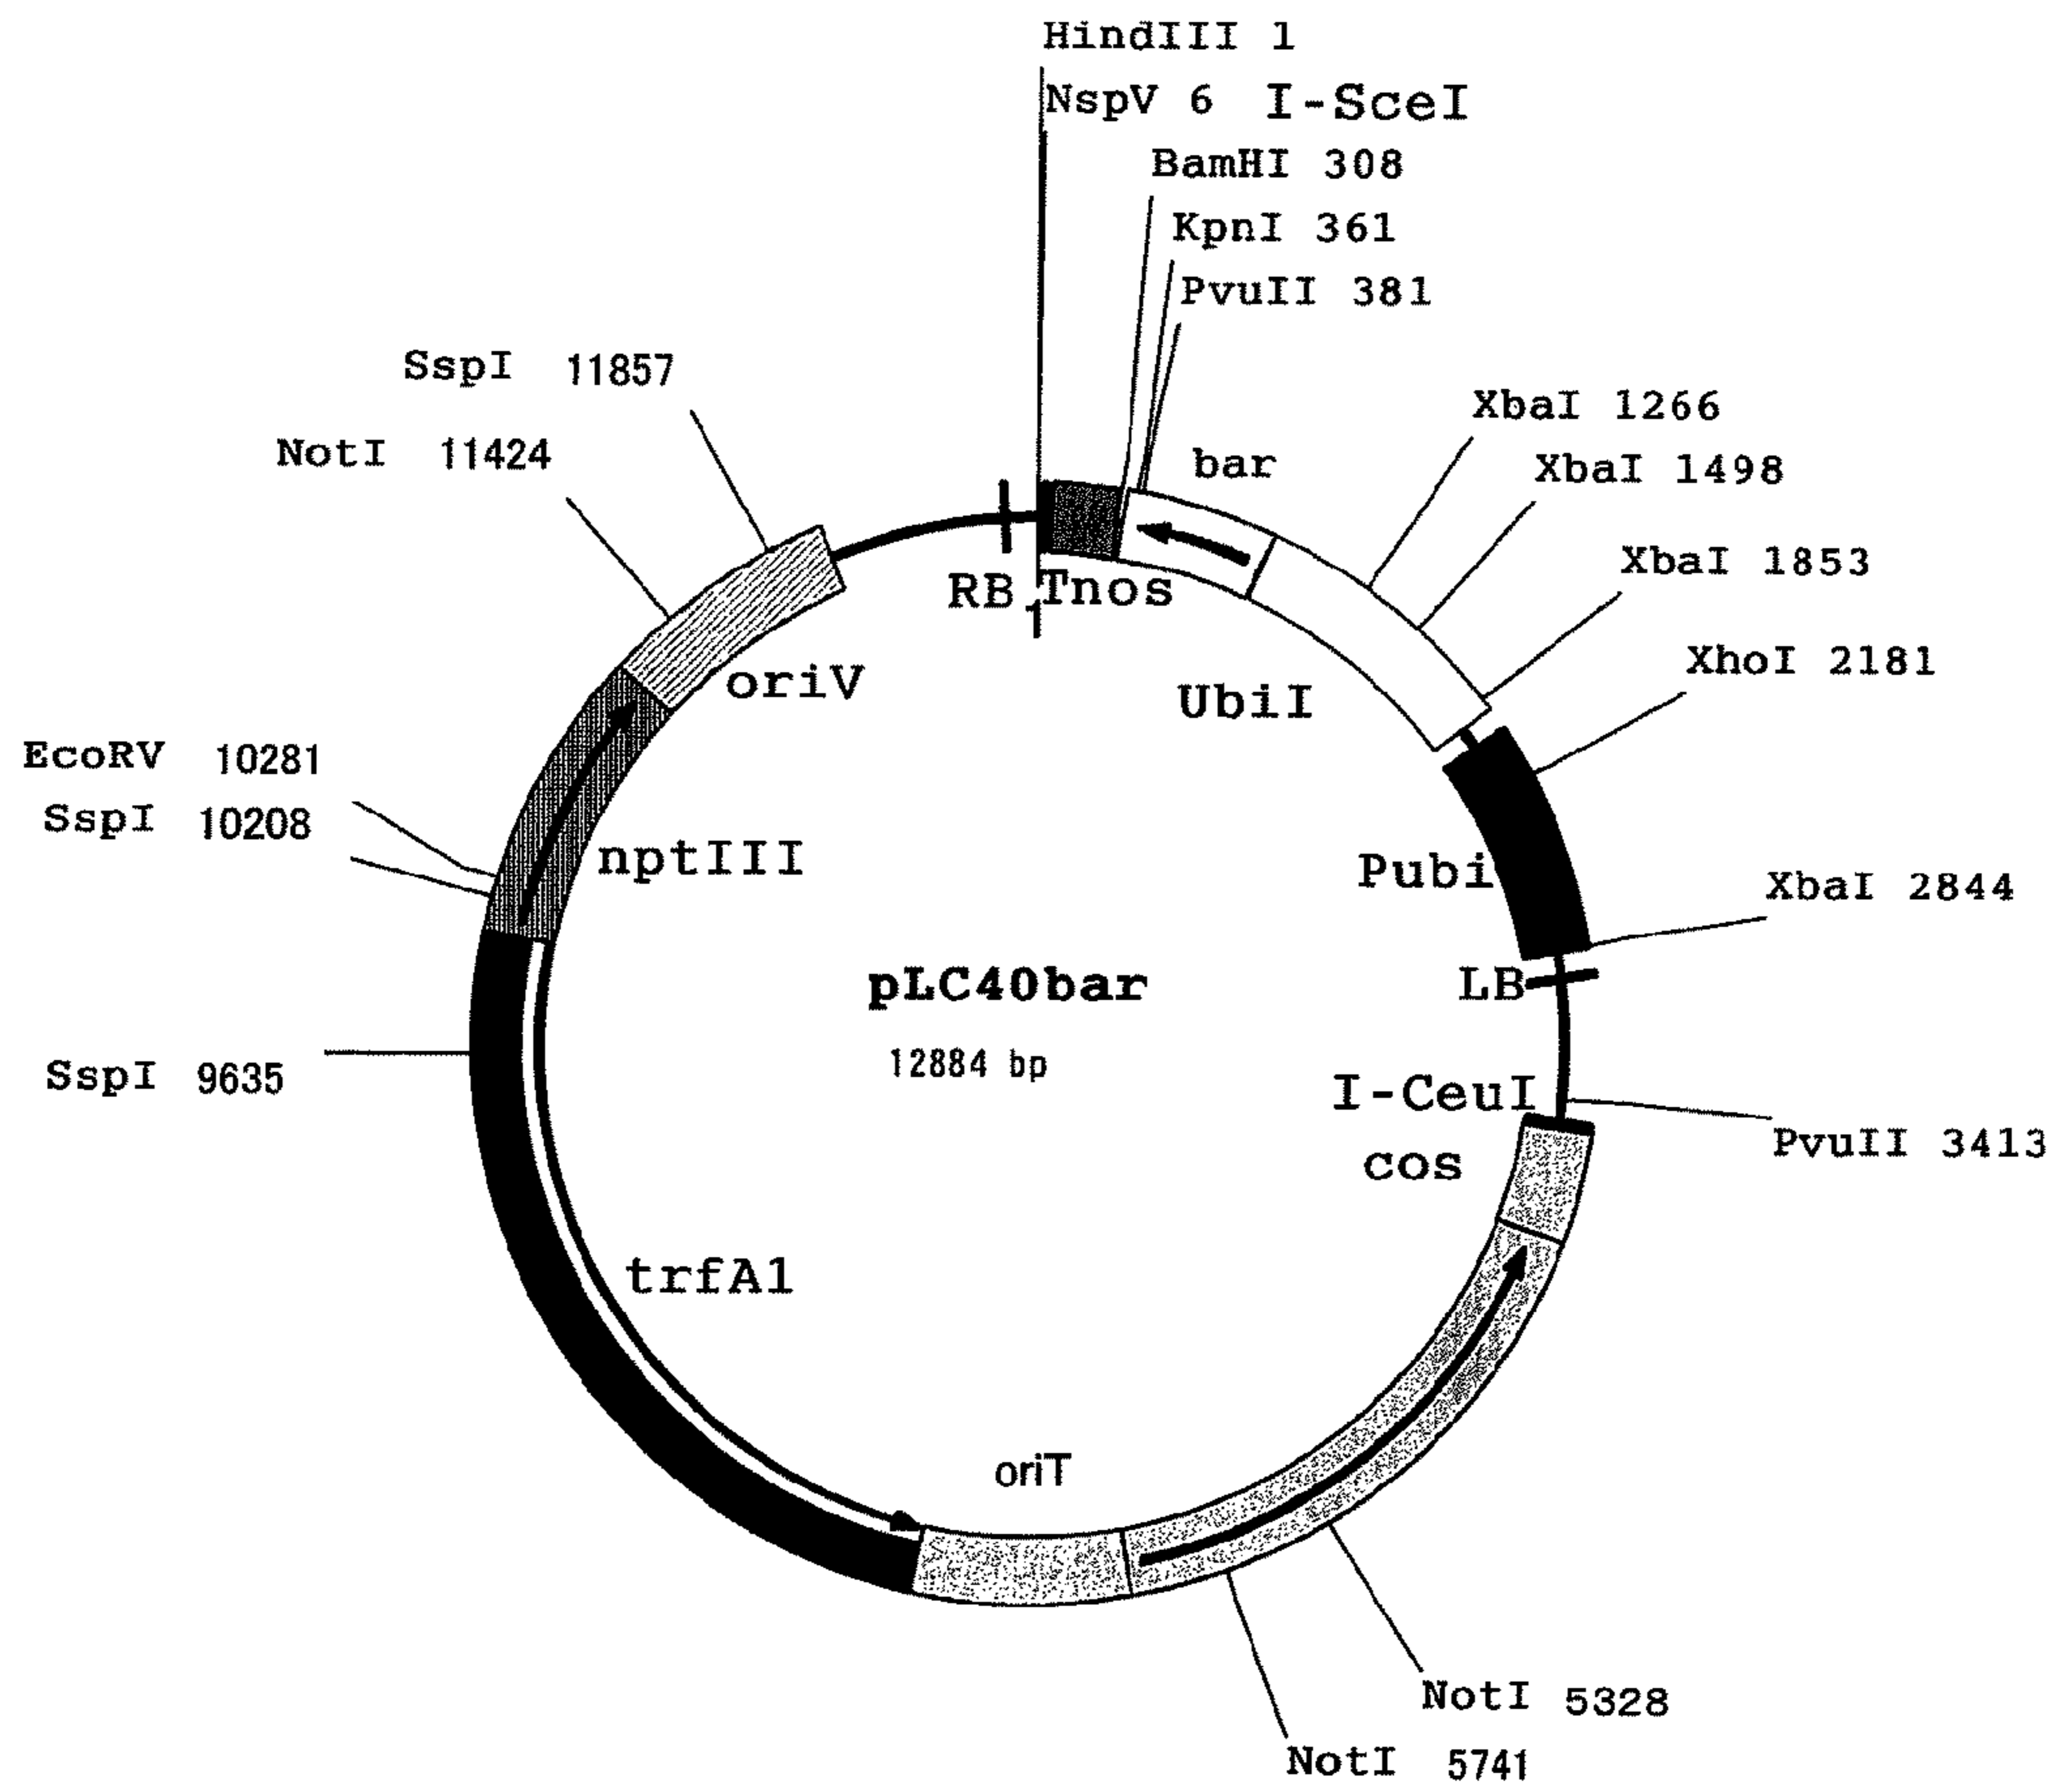 HindIII 1
NspV 6 I-SceI
BamHI 308
KpnI 361
PvuII 381
SspI 11857
NotI 11424
XbaI 1266
bar
XbaI 1498
XbaI 1853
RB
Tnos
1
XhoI 2181
oriV
UbiI
EcoRV 10281
SspI 10208
nptIII
Pubi
XbaI 2844
pLC40bar
LB
12884 bp
SspI 9635
I-CeuI
PvuII 3413
cos
trfA1
oriT
NotI 5328
NotI 5741